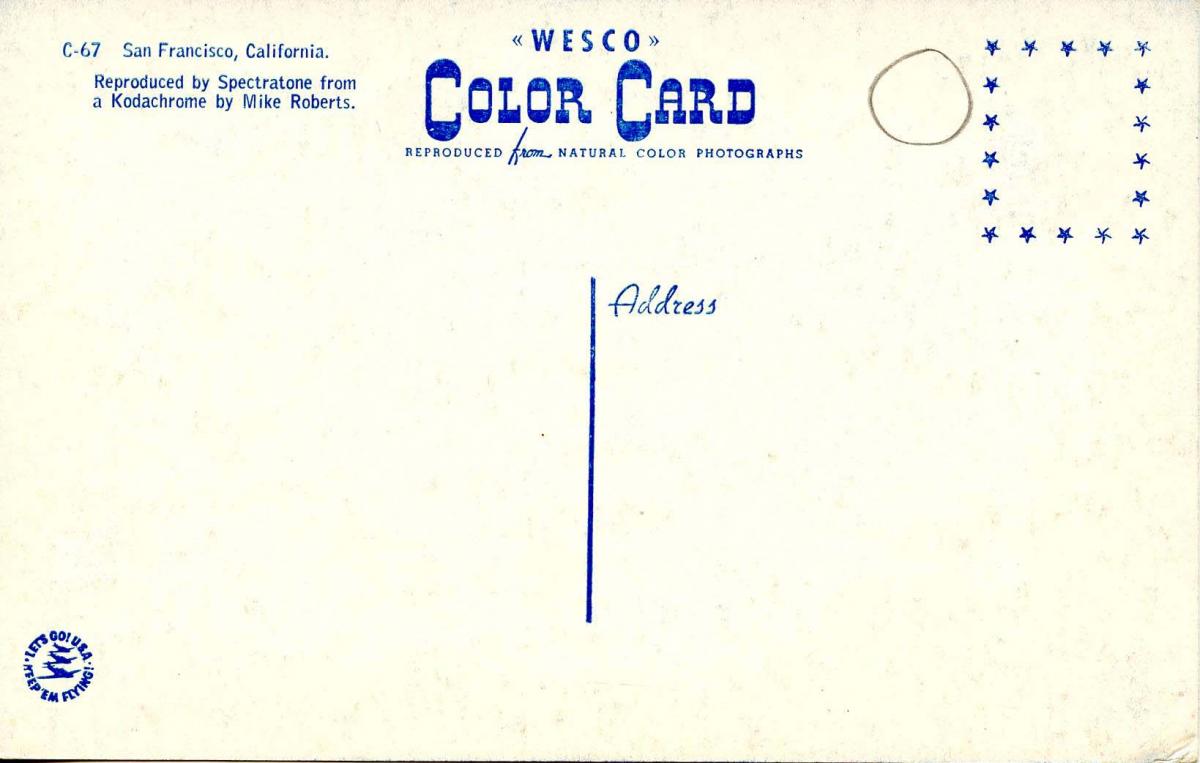 C-67 San Francisco, California.
Reproduced by Spectratone from
a Kodachrome by Mike Roberts.
«WESCO»
COLOR CARD
REPRODUCED from NATURAL COLOR PHOTOGRAPHS
Address
LET'S GO! U.S.A.
KEEP 'EM FLYING!